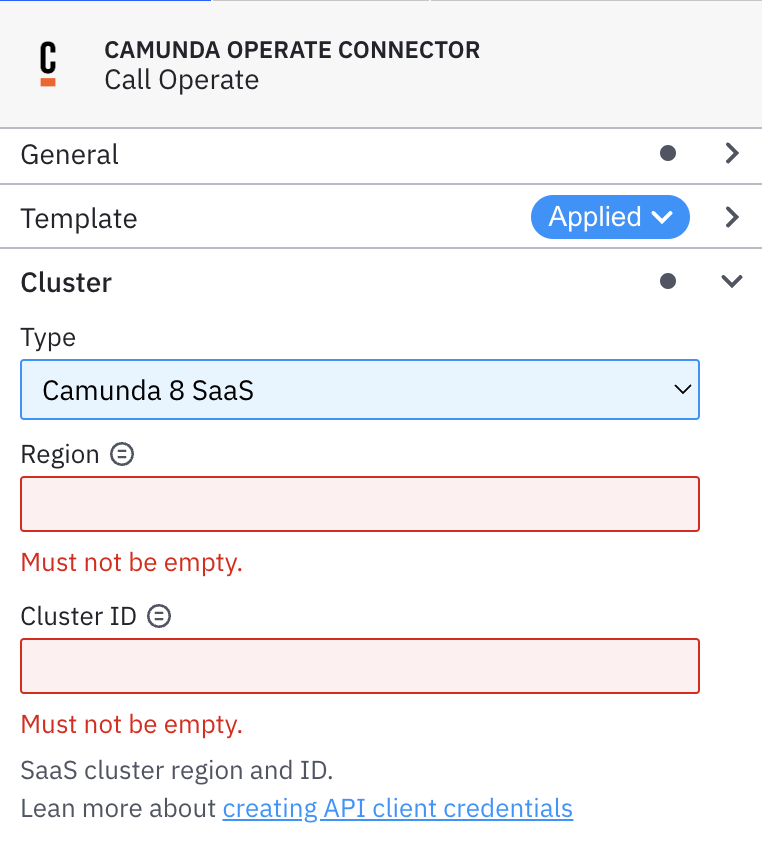 CAMUNDA OPERATE CONNECTOR
Call Operate
General
Template
Applied
Cluster
Type
Camunda 8 SaaS
Region
Must not be empty.
Cluster ID
Must not be empty.
SaaS cluster region and ID.
Lean more about creating API client credentials